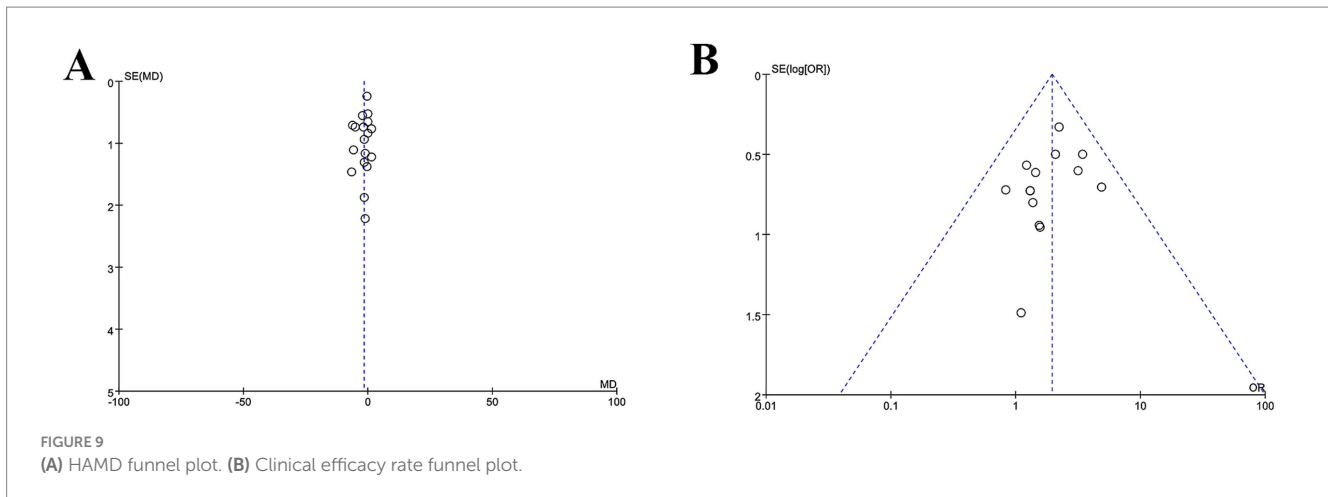 A
SE(MD)
0
1
2
3
4
5
-100
-50
0
50
100
MD
B
SE(log[OR])
0
0.5
1
1.5
2
0.01
0.1
1
10
100
OR
FIGURE 9
(A) HAMD funnel plot. (B) Clinical efficacy rate funnel plot.